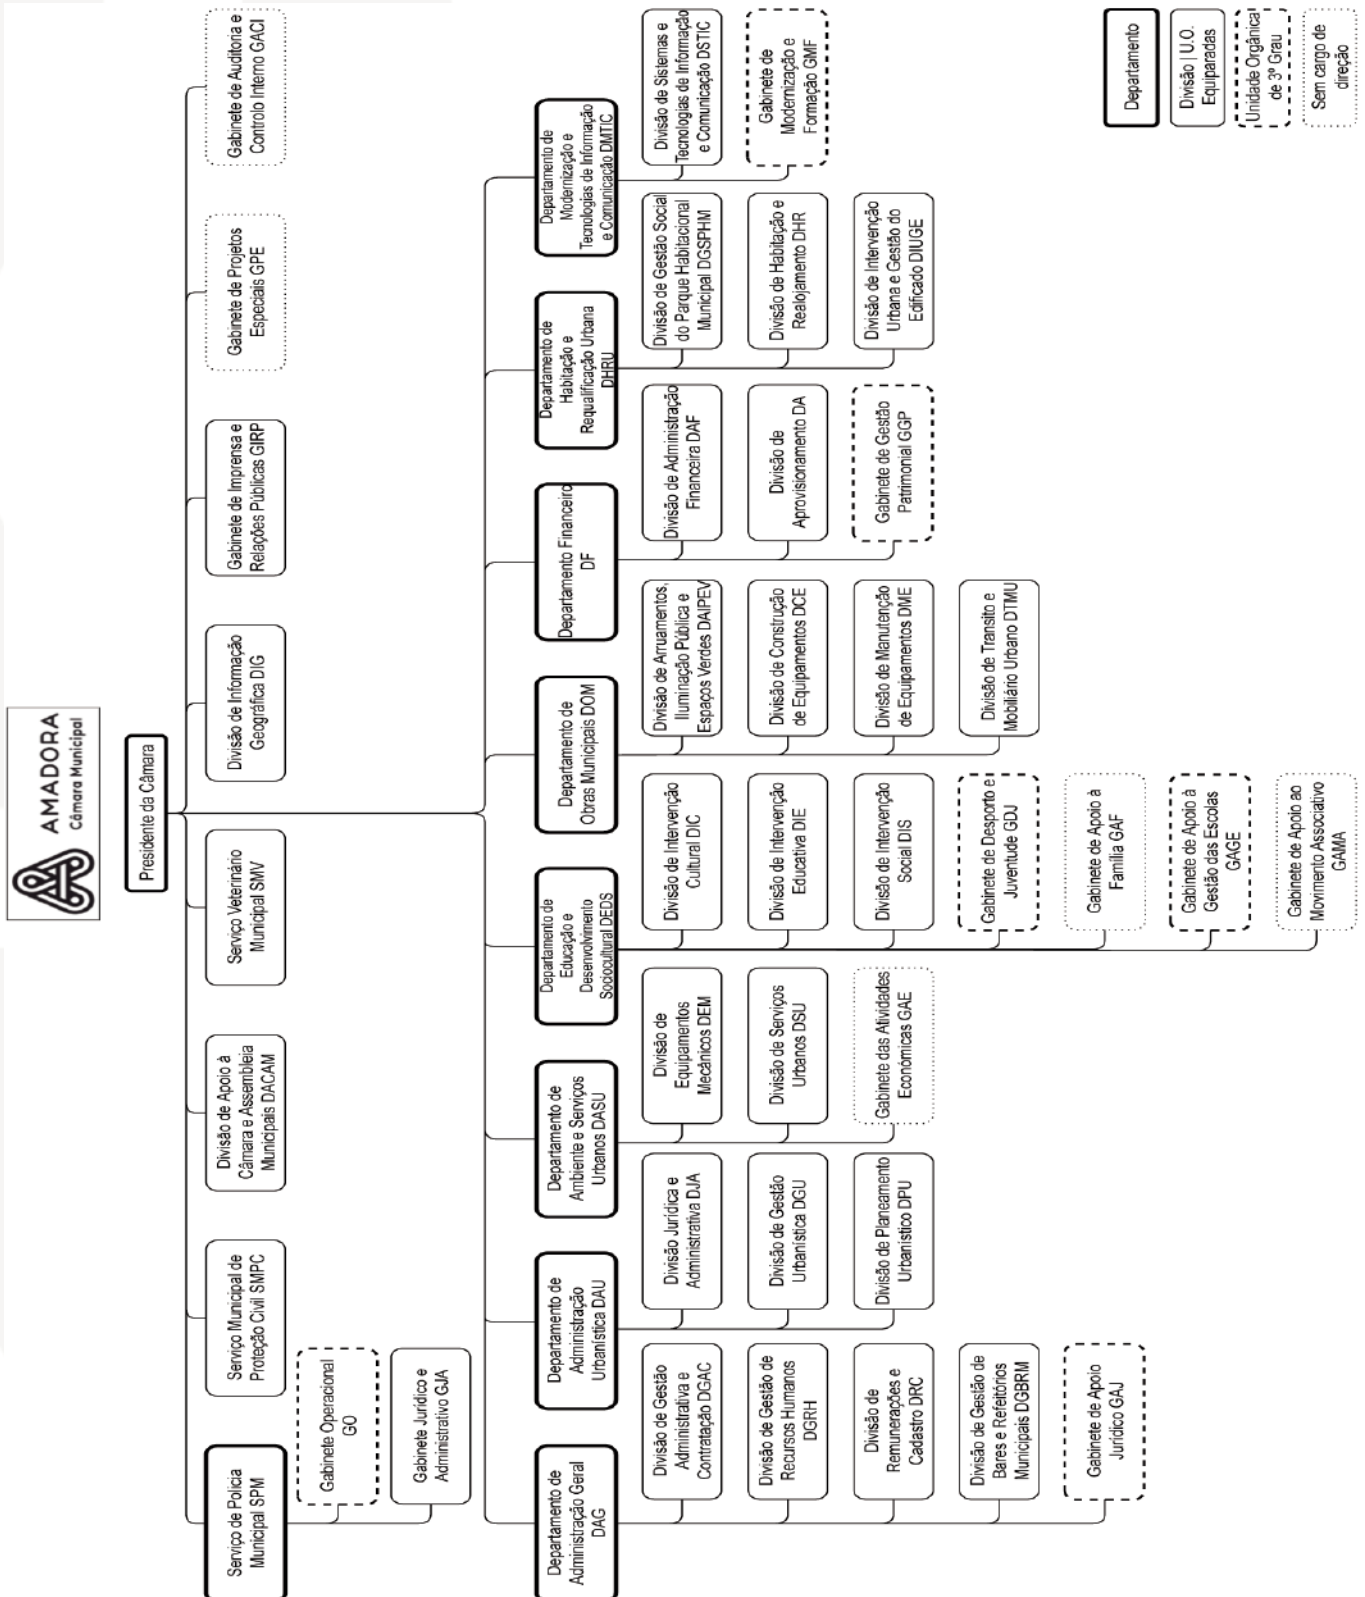 AMADORA
Câmara Municipal
Presidente da Câmara
Serviço de Polícia
Municipal SPM
Gabinete Operacional
GO
Gabinete Jurídico e
Administrativo GJA
Serviço Municipal de
Proteção Civil SMPC
Divisão de Apoio à
Câmara e Assembleia
Municipais DACAM
Serviço Veterinário
Municipal SMV
Divisão de Informação
Geográfica DIG
Gabinete de Imprensa e
Relações Públicas GIRP
Gabinete de Projetos
Especiais GPE
Gabinete de Auditoria e
Controlo Interno GACI
Departamento de
Administração Geral
DAG
Divisão de Gestão
Administrativa e
Contratação DGAC
Divisão de Gestão de
Recursos Humanos
DGRH
Divisão de
Remunerações e
Cadastro DRC
Divisão de Gestão de
Bares e Refeitórios
Municipais DGBRM
Gabinete de Apoio
Jurídico GAJ
Departamento de
Administração
Urbanística DAU
Divisão Jurídica e
Administrativa DJA
Divisão de Gestão
Urbanística DGU
Divisão de Planeamento
Urbanístico DPU
Departamento de
Ambiente e Serviços
Urbanos DASU
Divisão de
Equipamentos
Mecânicos DEM
Divisão de Serviços
Urbanos DSU
Gabinete das Atividades
Económicas GAE
Departamento de
Educação e
Desenvolvimento
Sociocultural DEDS
Divisão de Intervenção
Cultural DIC
Divisão de Intervenção
Educativa DIE
Divisão de Intervenção
Social DIS
Gabinete de Desporto e
Juventude GDJ
Gabinete de Apoio à
Família GAF
Gabinete de Apoio à
Gestão das Escolas
GAGE
Gabinete de Apoio ao
Movimento Associativo
GAMA
Departamento de
Obras Municipais DOM
Divisão de Arruamentos,
Iluminação Pública e
Espaços Verdes DAIPEV
Divisão de Construção
de Equipamentos DCE
Divisão de Manutenção
de Equipamentos DME
Divisão de Transito e
Mobiliário Urbano DTMU
Departamento Financeiro
DF
Divisão de Administração
Financeira DAF
Divisão de
Aprovisionamento DA
Gabinete de Gestão
Patrimonial GGP
Departamento de
Habitação e
Requalificação Urbana
DHRU
Divisão de Gestão Social
do Parque Habitacional
Municipal DGSPHM
Divisão de Habitação e
Realojamento DHR
Divisão de Intervenção
Urbana e Gestão do
Edificado DIUGE
Departamento de
Modernização e
Tecnologias de Informação
e Comunicação DMTIC
Divisão de Sistemas e
Tecnologias de Informação
e Comunicação DSTIC
Gabinete de
Modernização e
Formação GMF
Departamento
Divisão | U.O.
Equiparadas
Unidade Orgânica
de 3º Grau
Sem cargo de
direção